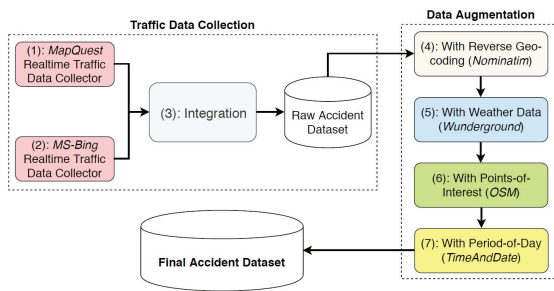 Traffic Data Collection
(1): MapQuest
Realtime Traffic
Data Collector
(2): MS-Bing
Realtime Traffic
Data Collector
(3): Integration
Raw Accident
Dataset
Data Augmentation
(4): With Reverse Geo-
coding (Nominatim)
(5): With Weather Data
(Wunderground)
(6): With Points-of-
Interest (OSM)
(7): With Period-of-Day
(TimeAndDate)
Final Accident Dataset